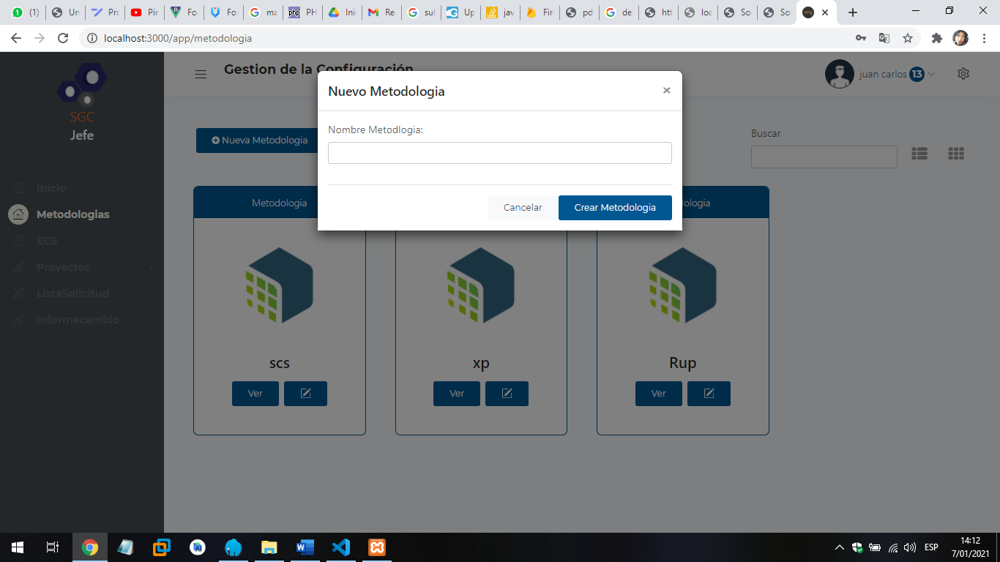 (1)
Un
Pro
Pir
Fo
Fo
ma
php PH
Ini
Re
sul
Up
jav
Fir
pd
de
htt
loc
So
So
localhost:3000/app/metodologia
SGC
Jefe
Inicio
Metodologias
ECS
Proyectos
ListaSolicitud
Informecambio
Gestion de la Configuración
juan carlos 13
Nueva Metodologia
Buscar
Nuevo Metodologia
×
Nombre Metodlogia:
Cancelar
Crear Metodologia
Metodologia
scs
Ver
xp
Ver
dologia
Rup
Ver
ESP
14:12
7/01/2021